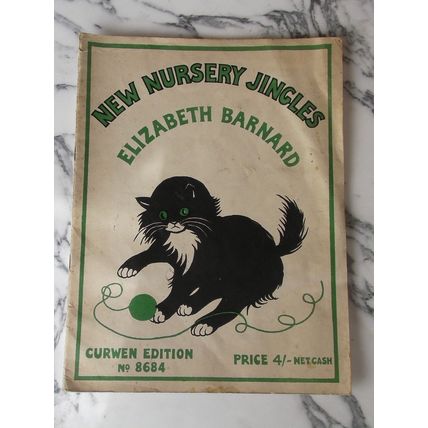 NEW NURSERY JINGLES
ELIZABETH BARNARD
CURWEN EDITION
Nº 8684
PRICE 4/- NET CASH